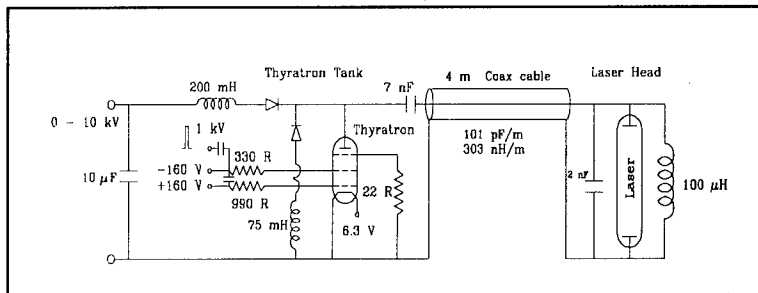 Thyratron Tank
4 m Coax cable
Laser Head
200 mH
7 nF
0 - 10 kV
1 kV
Thyratron
101 pF/m
303 nH/m
10 µF
-160 V
330 R
+160 V
990 R
22 R
2 nF
Laser
100 µH
75 mH
6.3 V